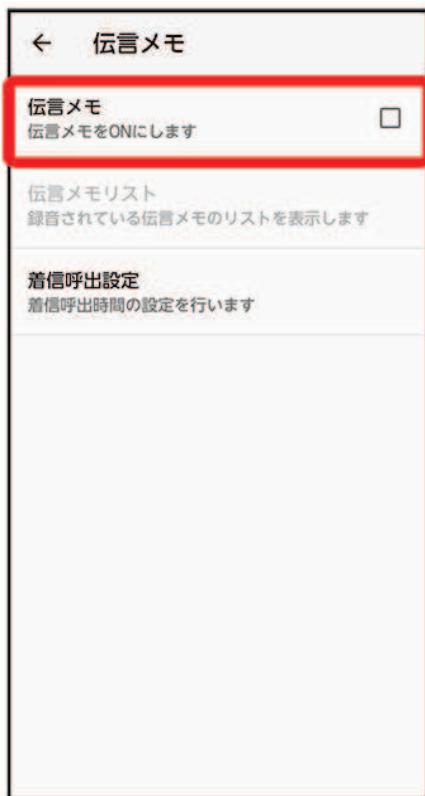 伝言メモ
伝言メモ
伝言メモをONにします
伝言メモリスト
録音されている伝言メモのリストを表示します
着信呼出設定
着信呼出時間の設定を行います